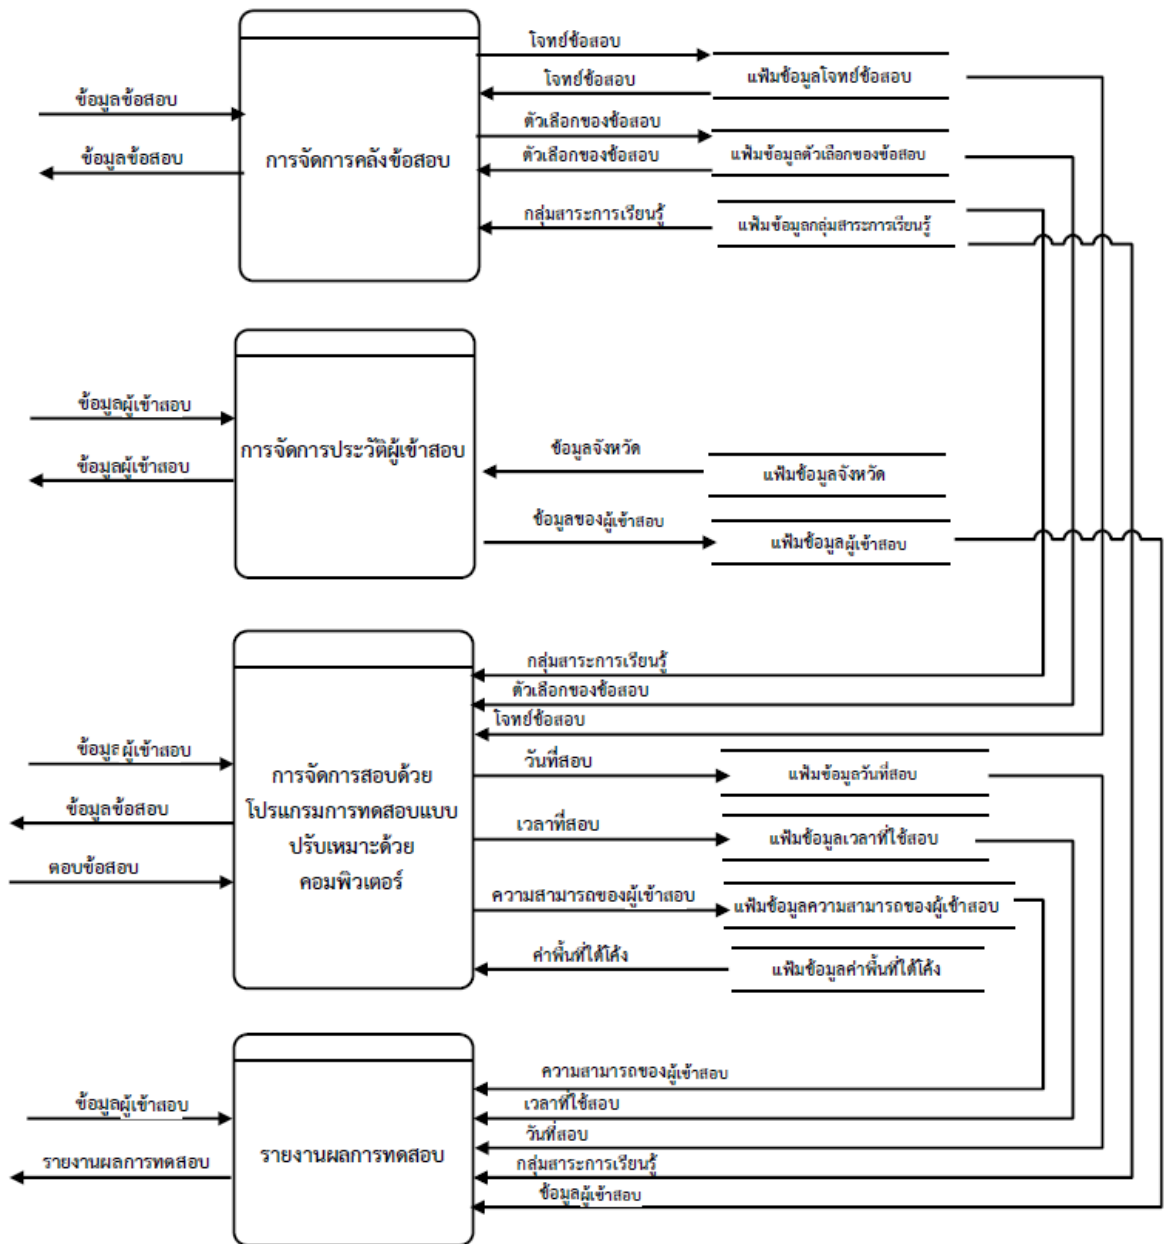 โจทย์ข้อสอบ
แฟ้มข้อมูลโจทย์ข้อสอบ
โจทย์ข้อสอบ
ข้อมูลข้อสอบ
ตัวเลือกของข้อสอบ
ข้อมูลข้อสอบ
การจัดการคลังข้อสอบ
ตัวเลือกของข้อสอบ
แฟ้มข้อมูลตัวเลือกของข้อสอบ
กลุ่มสาระการเรียนรู้
แฟ้มข้อมูลกลุ่มสาระการเรียนรู้
ข้อมูลผู้เข้าสอบ
ข้อมูลผู้เข้าสอบ
การจัดการประวัติผู้เข้าสอบ
ข้อมูลจังหวัด
แฟ้มข้อมูลจังหวัด
ข้อมูลของผู้เข้าสอบ
แฟ้มข้อมูลผู้เข้าสอบ
กลุ่มสาระการเรียนรู้
ตัวเลือกของข้อสอบ
โจทย์ข้อสอบ
ข้อมูลผู้เข้าสอบ
วันที่สอบ
แฟ้มข้อมูลวันที่สอบ
การจัดการสอบด้วย
โปรแกรมการทดสอบแบบ
ปรับเหมาะด้วย
คอมพิวเตอร์
ข้อมูลข้อสอบ
เวลาที่สอบ
แฟ้มข้อมูลเวลาที่ใช้สอบ
ตอบข้อสอบ
ความสามารถของผู้เข้าสอบ
แฟ้มข้อมูลความสามารถของผู้เข้าสอบ
ค่าพื้นที่ใต้โค้ง
แฟ้มข้อมูลค่าพื้นที่ใต้โค้ง
ความสามารถของผู้เข้าสอบ
ข้อมูลผู้เข้าสอบ
เวลาที่ใช้สอบ
วันที่สอบ
รายงานผลการทดสอบ
รายงานผลการทดสอบ
กลุ่มสาระการเรียนรู้
ข้อมูลผู้เข้าสอบ